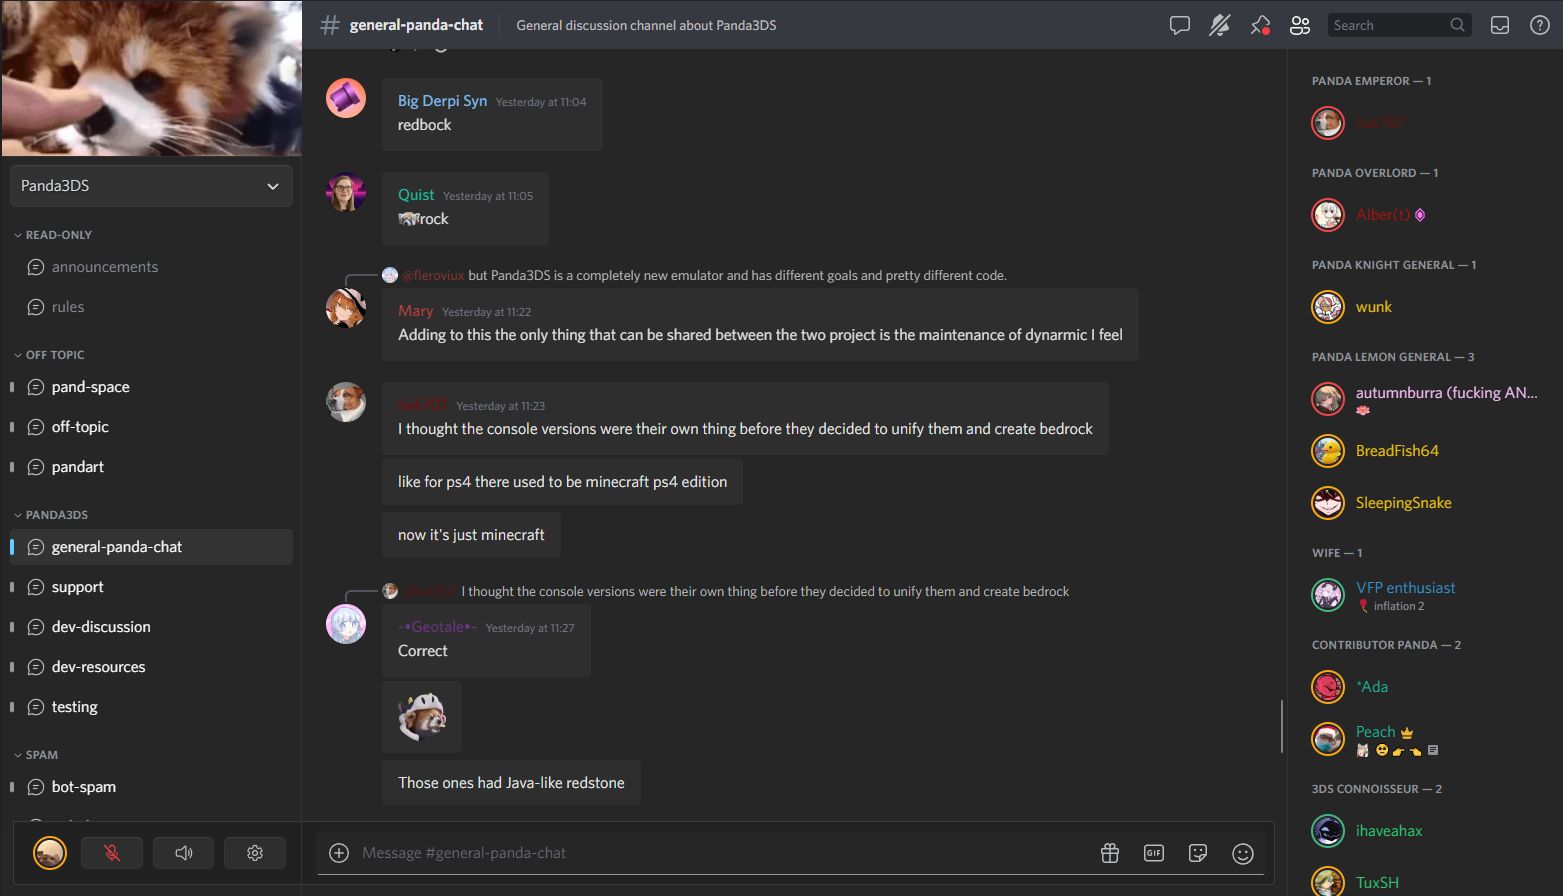 Panda3DS
READ-ONLY
announcements
rules
OFF TOPIC
pand-space
off-topic
pandart
PANDA3DS
general-panda-chat
support
dev-discussion
dev-resources
testing
SPAM
bot-spam
general-panda-chat
General discussion channel about Panda3DS
Search
Big Derpi Syn Yesterday at 11:04
redbock
Quist Yesterday at 11:05
rock
@fleroviux but Panda3DS is a completely new emulator and has different goals and pretty different code.
Mary Yesterday at 11:22
Adding to this the only thing that can be shared between the two project is the maintenance of dynarmic I feel
Yesterday at 11:23
I thought the console versions were their own thing before they decided to unify them and create bedrock
like for ps4 there used to be minecraft ps4 edition
now it's just minecraft
I thought the console versions were their own thing before they decided to unify them and create bedrock
-•Geotale•- Yesterday at 11:27
Correct
Those ones had Java-like redstone
Message #general-panda-chat
GIF
PANDA EMPEROR — 1
PANDA OVERLORD — 1
Alber(t)
PANDA KNIGHT GENERAL — 1
wunk
PANDA LEMON GENERAL — 3
autumnburra (fucking AN...
BreadFish64
SleepingSnake
WIFE — 1
VFP enthusiast
inflation 2
CONTRIBUTOR PANDA — 2
*Ada
Peach
3DS CONNOISSEUR — 2
ihaveahax
TuxSH